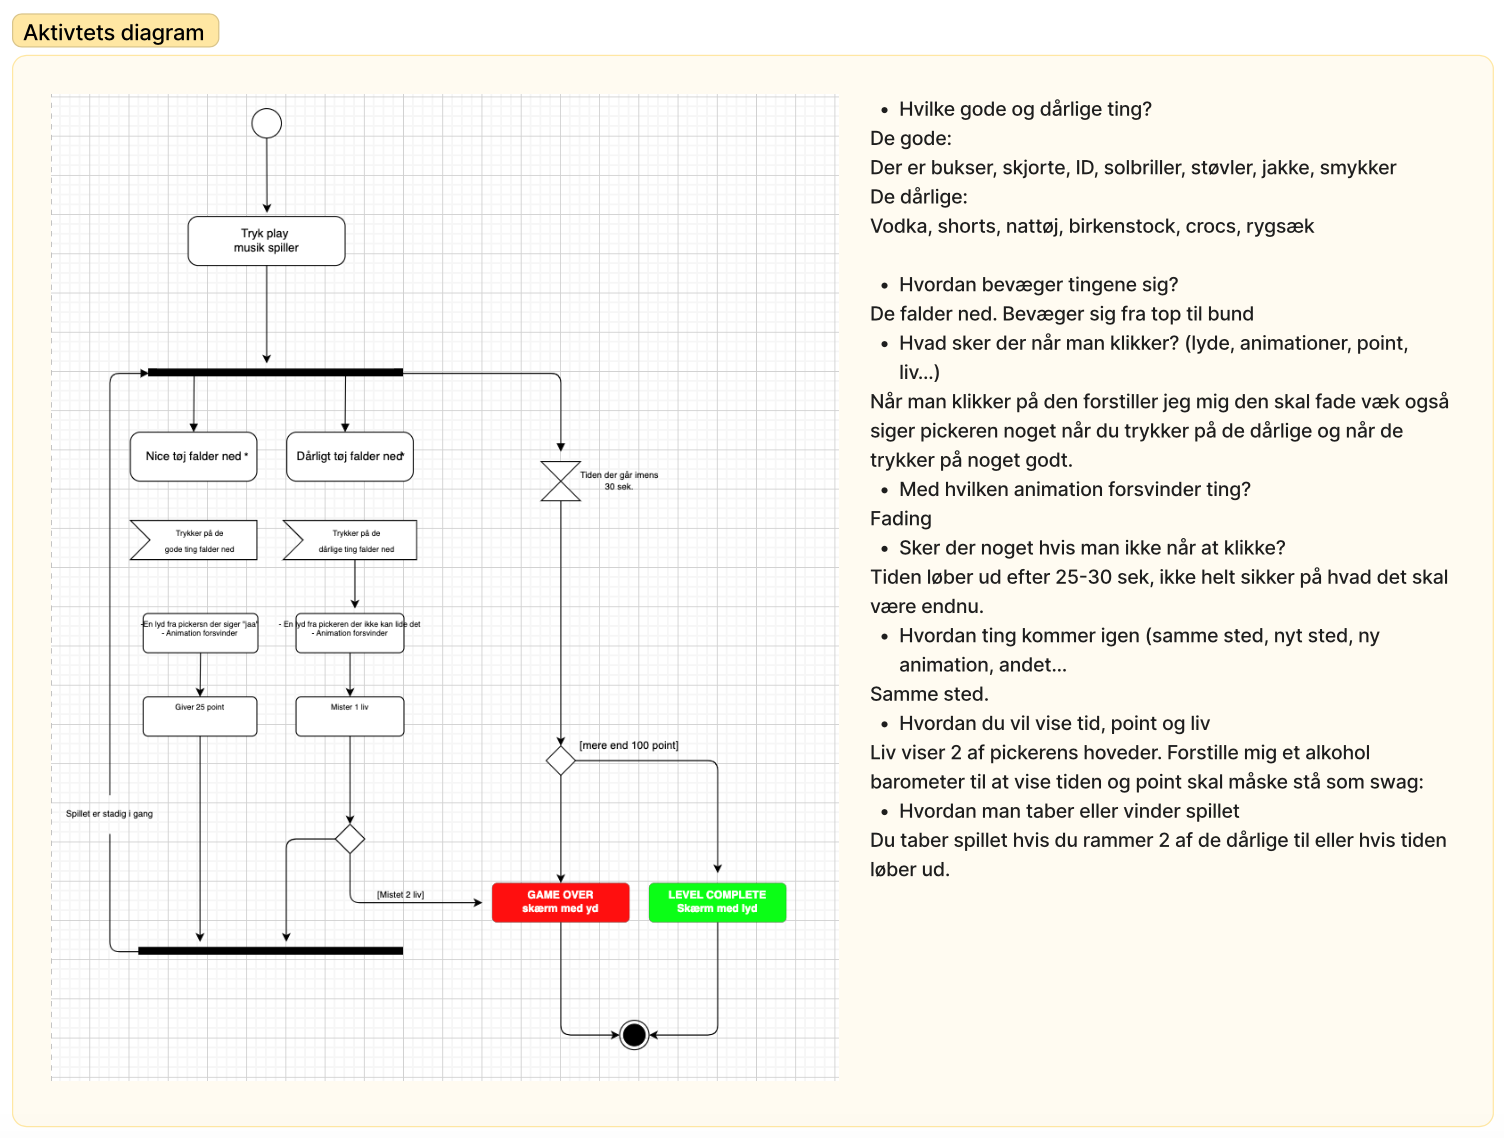 Aktivtets diagram
Tryk play
musik spiller
Nice tøj falder ned *
Dårligt tøj falder ned*
Tiden der går imens
30 sek.
Trykker på de
gode ting falder ned
Trykker på de
dårlige ting falder ned
-En lyd fra pickersn der siger "jaa"
- Animation forsvinder
- En lyd fra pickeren der ikke kan lide det
- Animation forsvinder
Giver 25 point
Mister 1 liv
[mere end 100 point]
Spillet er stadig i gang
[Mistet 2 liv]
GAME OVER
skærm med yd
LEVEL COMPLETE
Skærm med lyd
• Hvilke gode og dårlige ting?
De gode:
Der er bukser, skjorte, ID, solbriller, støvler, jakke, smykker
De dårlige:
Vodka, shorts, nattøj, birkenstock, crocs, rygsæk
• Hvordan bevæger tingene sig?
De falder ned. Bevæger sig fra top til bund
• Hvad sker der når man klikker? (lyde, animationer, point,
liv...)
Når man klikker på den forstiller jeg mig den skal fade væk også
siger pickeren noget når du trykker på de dårlige og når de
trykker på noget godt.
• Med hvilken animation forsvinder ting?
Fading
• Sker der noget hvis man ikke når at klikke?
Tiden løber ud efter 25-30 sek, ikke helt sikker på hvad det skal
være endnu.
• Hvordan ting kommer igen (samme sted, nyt sted, ny
animation, andet...
Samme sted.
• Hvordan du vil vise tid, point og liv
Liv viser 2 af pickerens hoveder. Forstille mig et alkohol
barometer til at vise tiden og point skal måske stå som swag:
• Hvordan man taber eller vinder spillet
Du taber spillet hvis du rammer 2 af de dårlige til eller hvis tiden
løber ud.